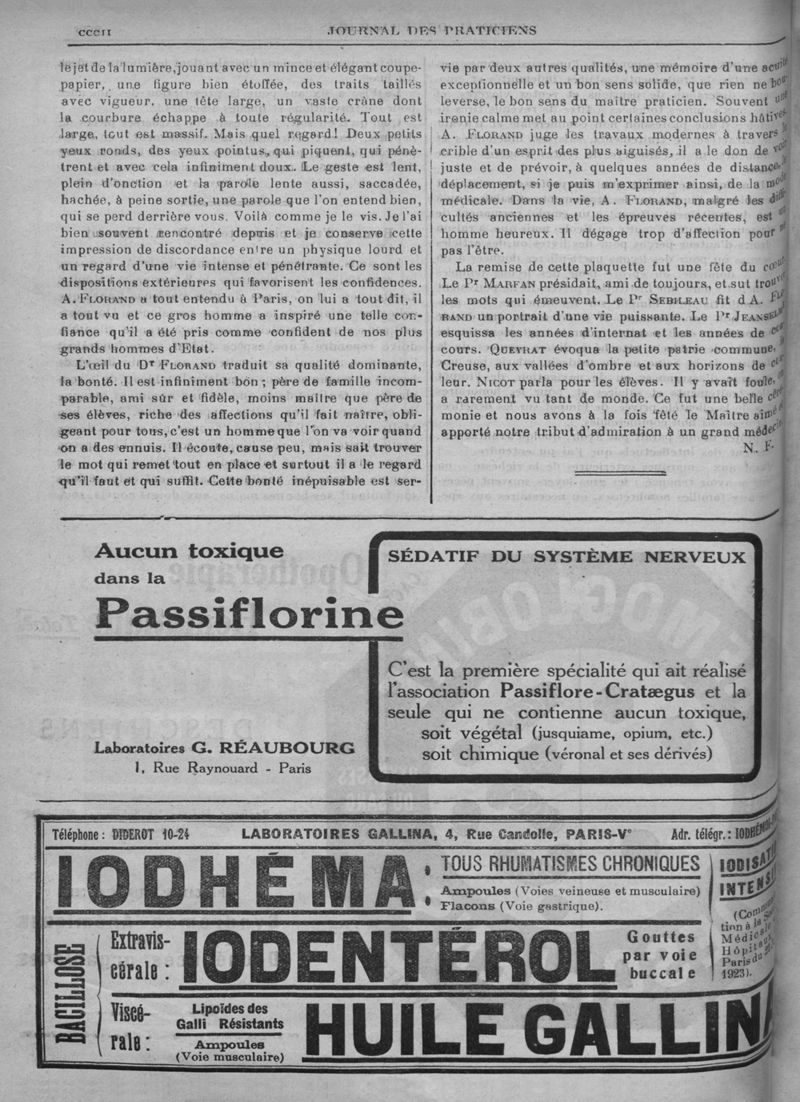 CCCII
JOURNAL DES PRATICIENS
le jet de la lumière, jouant avec un mince et élégant coupe-
papier, une figure bien étoffée, des traits taillés
avec vigueur, une tête large, un vaste crâne dont
la courbure échappe à toute régularité. Tout est
large, tout est massif. Mais quel regard! Deux petits
yeux ronds, des yeux pointus, qui piquent, qui pénè-
trent et avec cela infiniment doux. Le geste est lent,
plein d'onction et la parole lente aussi, saccadée,
hachée, à peine sortie, une parole que l'on entend bien,
qui se perd derrière vous. Voilà comme je le vis. Je l'ai
bien souvent rencontré depuis et je conserve cette
impression de discordance entre un physique lourd et
un regard d'une vie intense et pénétrante. Ce sont les
dispositions extérieures qui favorisent les confidences.
A. FLORAND a tout entendu à Paris, on lui a tout dit, il
a tout vu et ce gros homme a inspiré une telle con-
fiance qu'il a été pris comme confident de nos plus
grands hommes d'Etat.
L'œil du Dr FLORAND traduit sa qualité dominante,
la bonté. Il est infiniment bon ; père de famille incom-
parable, ami sûr et fidèle, moins maître que père de
ses élèves, riche des affections qu'il fait naître, obli-
geant pour tous, c'est un homme que l'on va voir quand
on a des ennuis. Il écoute, cause peu, mais sait trouver
le mot qui remet tout en place et surtout il a le regard
qu'il faut et qui suffit. Cette bonté inépuisable est ser-
vie par deux autres qualités, une mémoire d'une acuité
exceptionnelle et un bon sens solide, que rien ne bou-
leverse, le bon sens du maître praticien. Souvent une
ironie calme met au point certaines conclusions hâtives
A. FLORAND juge les travaux modernes à travers
crible d'un esprit des plus aiguisés, il a le don de voir
juste et de prévoir, à quelques années de distance,
déplacement, si je puis m'exprimer ainsi, de la mode
médicale. Dans la vie, A. FLORAND, malgré les diffi-
cultés anciennes et les épreuves récentes, est
homme heureux. Il dégage trop d'affection pour
pas l'être.
La remise de cette plaquette fut une fête du cœur
Le Pr MARFAN présidait, ami de toujours, et sut trouver
les mots qui émeuvent. Le Pr SEBILEAU fit d'A. FLO-
RAND un portrait d'une vie puissante. Le Pr JEANSEL
esquissa les années d'internat et les années de
cours. QUEYRAT évoqua la petite patrie commune,
Creuse, aux vallées d'ombre et aux horizons de
leur. NICOT parla pour les élèves. Il y avait foule,
a rarement vu tant de monde. Ce fut une belle céré-
monie et nous avons à la fois fêté le Maître aimé
apporté notre tribut d'admiration à un grand médecin
N. F.
Aucun toxique
dans la
Passiflorine
Laboratoires G. RÉAUBOURG
1, Rue Raynouard - Paris
SÉDATIF DU SYSTÈME NERVEUX
C'est la première spécialité qui ait réalisé
l'association Passiflore-Cratægus et la
seule qui ne contienne aucun toxique,
soit végétal (jusquiame, opium, etc.)
soit chimique (véronal et ses dérivés)
Téléphone : DIDEROT 10-24 LABORATOIRES GALLINA, 4, Rue Candolle, PARIS-Ve Adr. télégr. : IODHÉMA
IODHÉMA :
TOUS RHUMATISMES CHRONIQUES
Ampoules (Voies veineuse et musculaire)
Flacons (Voie gastrique).
IODISATION
INTENSIVE
(Communica-
tion à la
Médicale
Hôpitaux
Paris du
1923).
BACILLOSE
Extravis-
cérale :
IODENTÉROL
Gouttes
par voie
buccale
Viscé-
rale :
Lipoïdes des
Galli Résistants
Ampoules
(Voie musculaire)
HUILE GALLINA